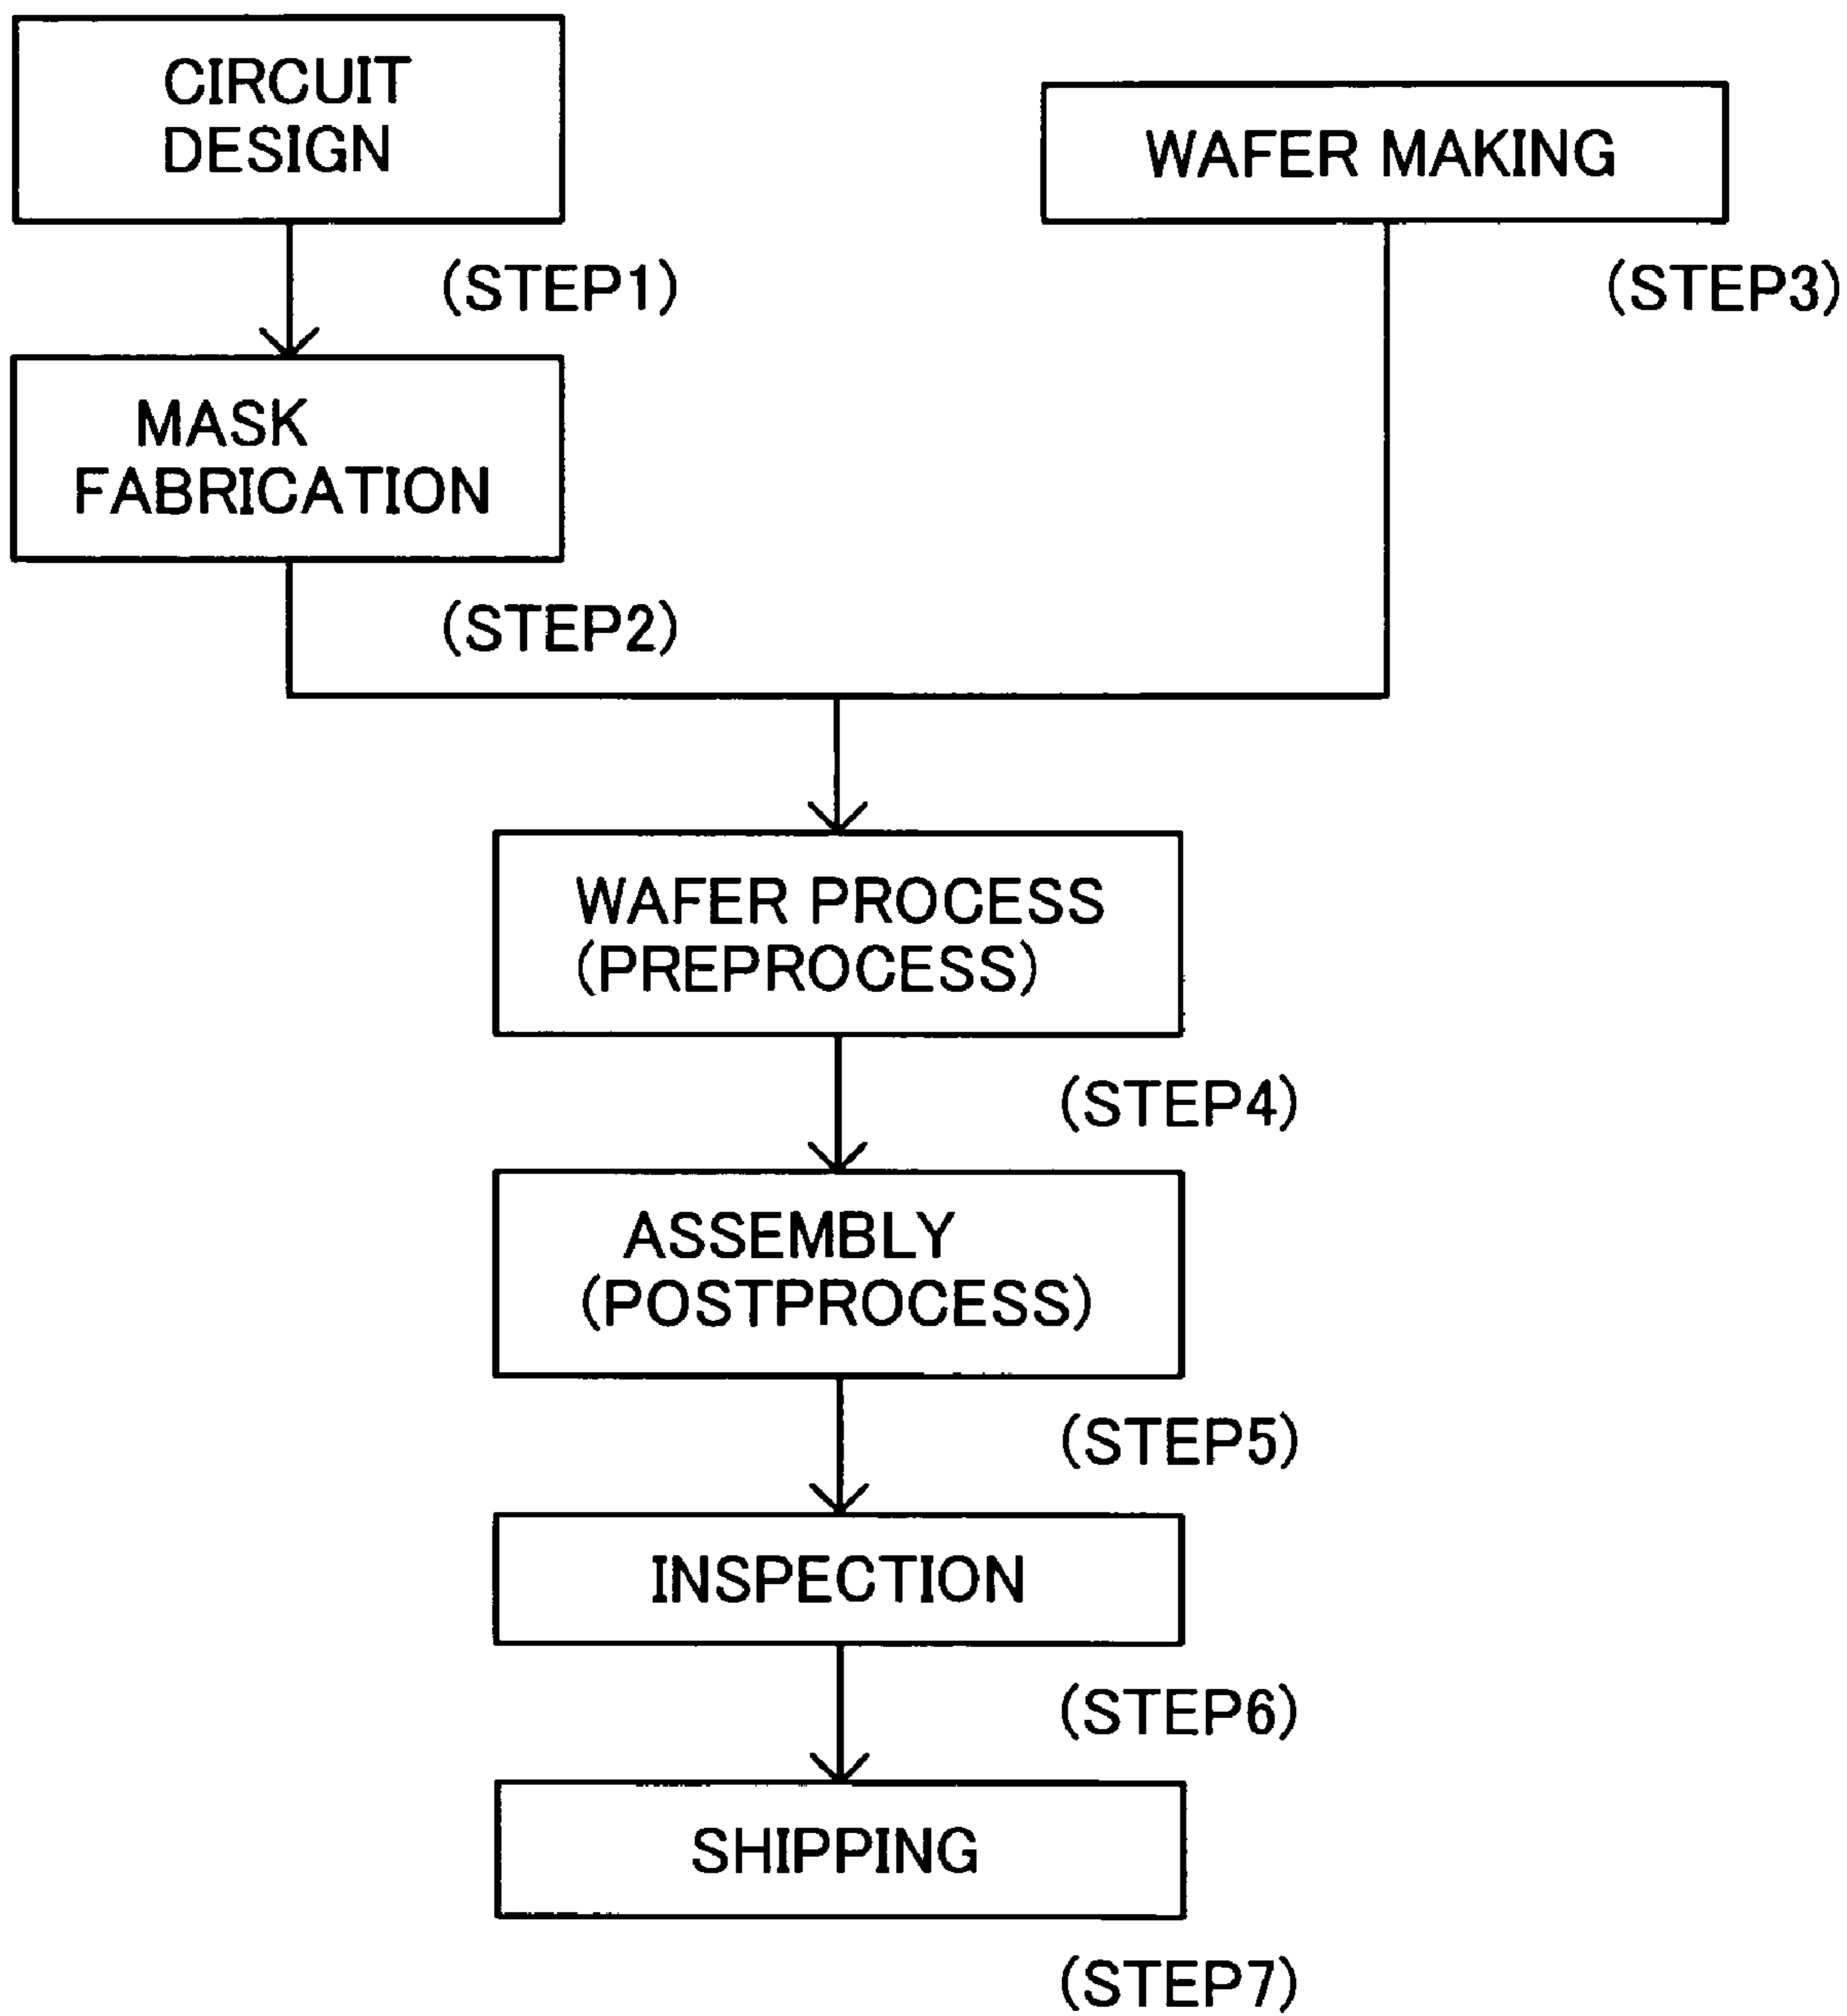 CIRCUIT
DESIGN
WAFER MAKING
(STEP1)
(STEP3)
MASK
FABRICATION
(STEP2)
WAFER PROCESS
(PREPROCESS)
(STEP4)
ASSEMBLY
(POSTPROCESS)
(STEP5)
INSPECTION
(STEP6)
SHIPPING
(STEP7)